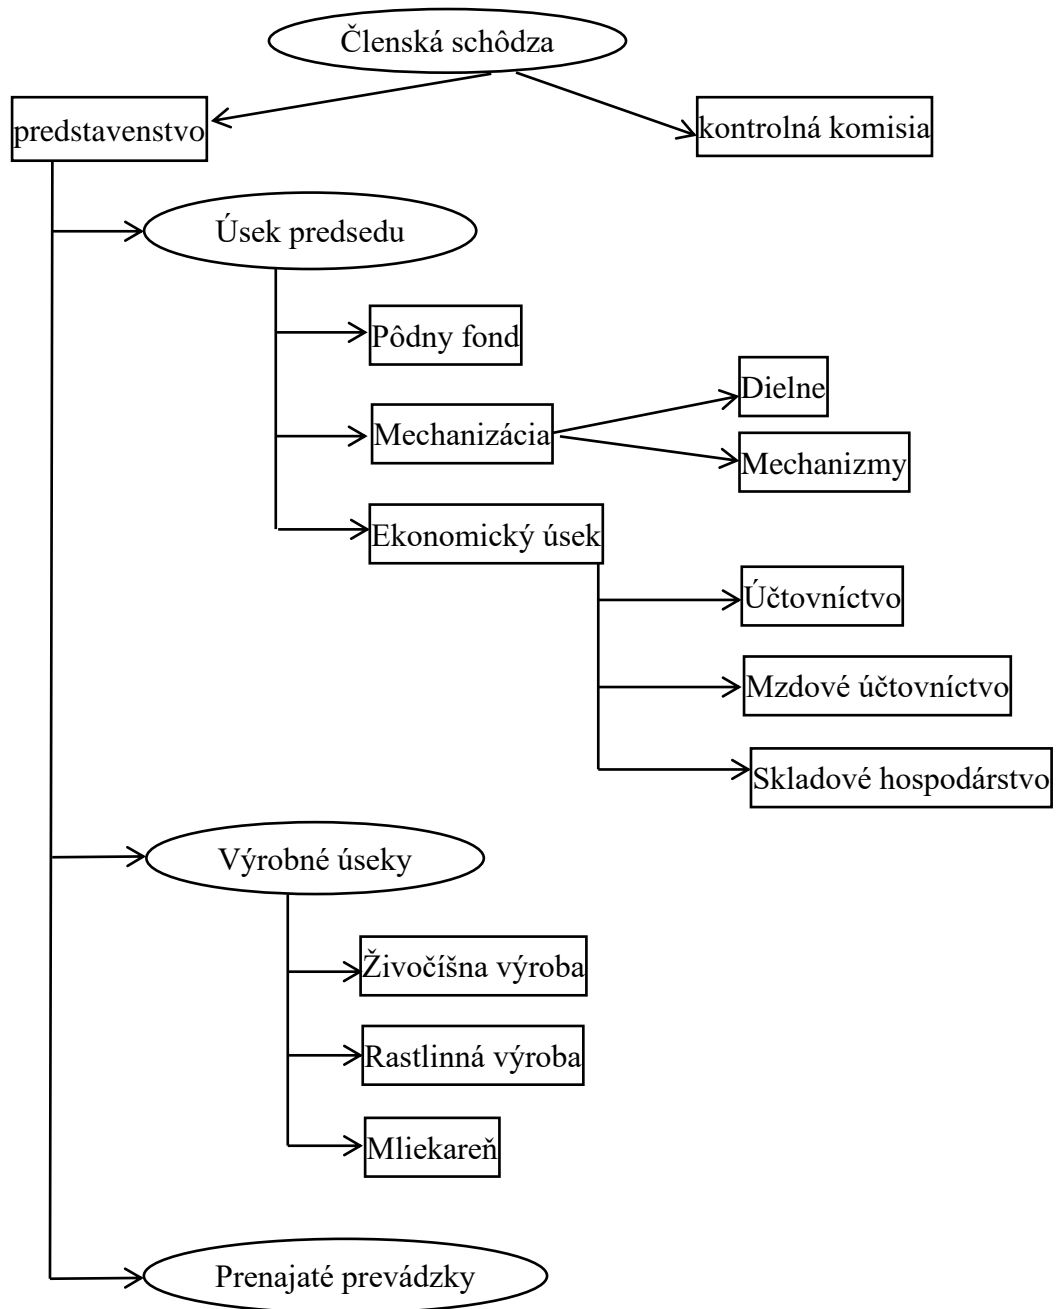 Členská schôdza
predstavenstvo
kontrolná komisia
Úsek predsedu
Pôdny fond
Dielne
Mechanizácia
Mechanizmy
Ekonomický úsek
Účtovníctvo
Mzdové účtovníctvo
Skladové hospodárstvo
Výrobné úseky
Živočíšna výroba
Rastlinná výroba
Mliekareň
Prenajaté prevádzky